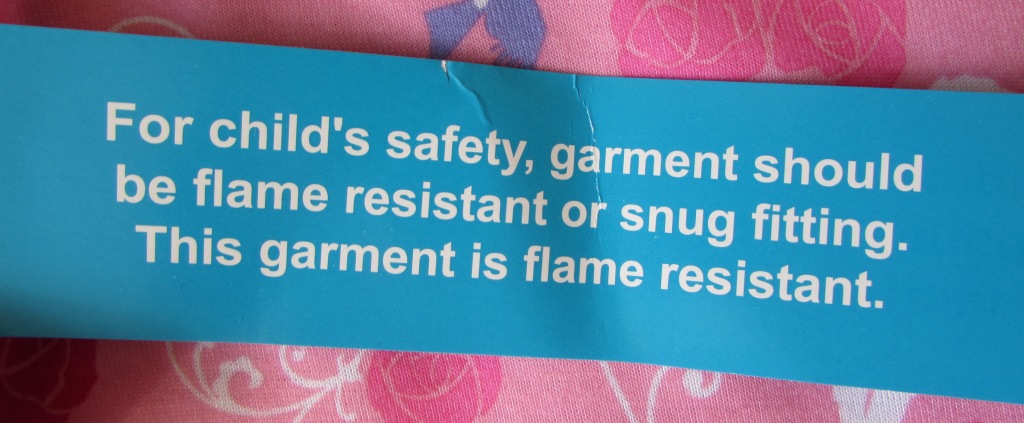 For child's safety, garment should
be flame resistant or snug fitting.
This garment is flame resistant.